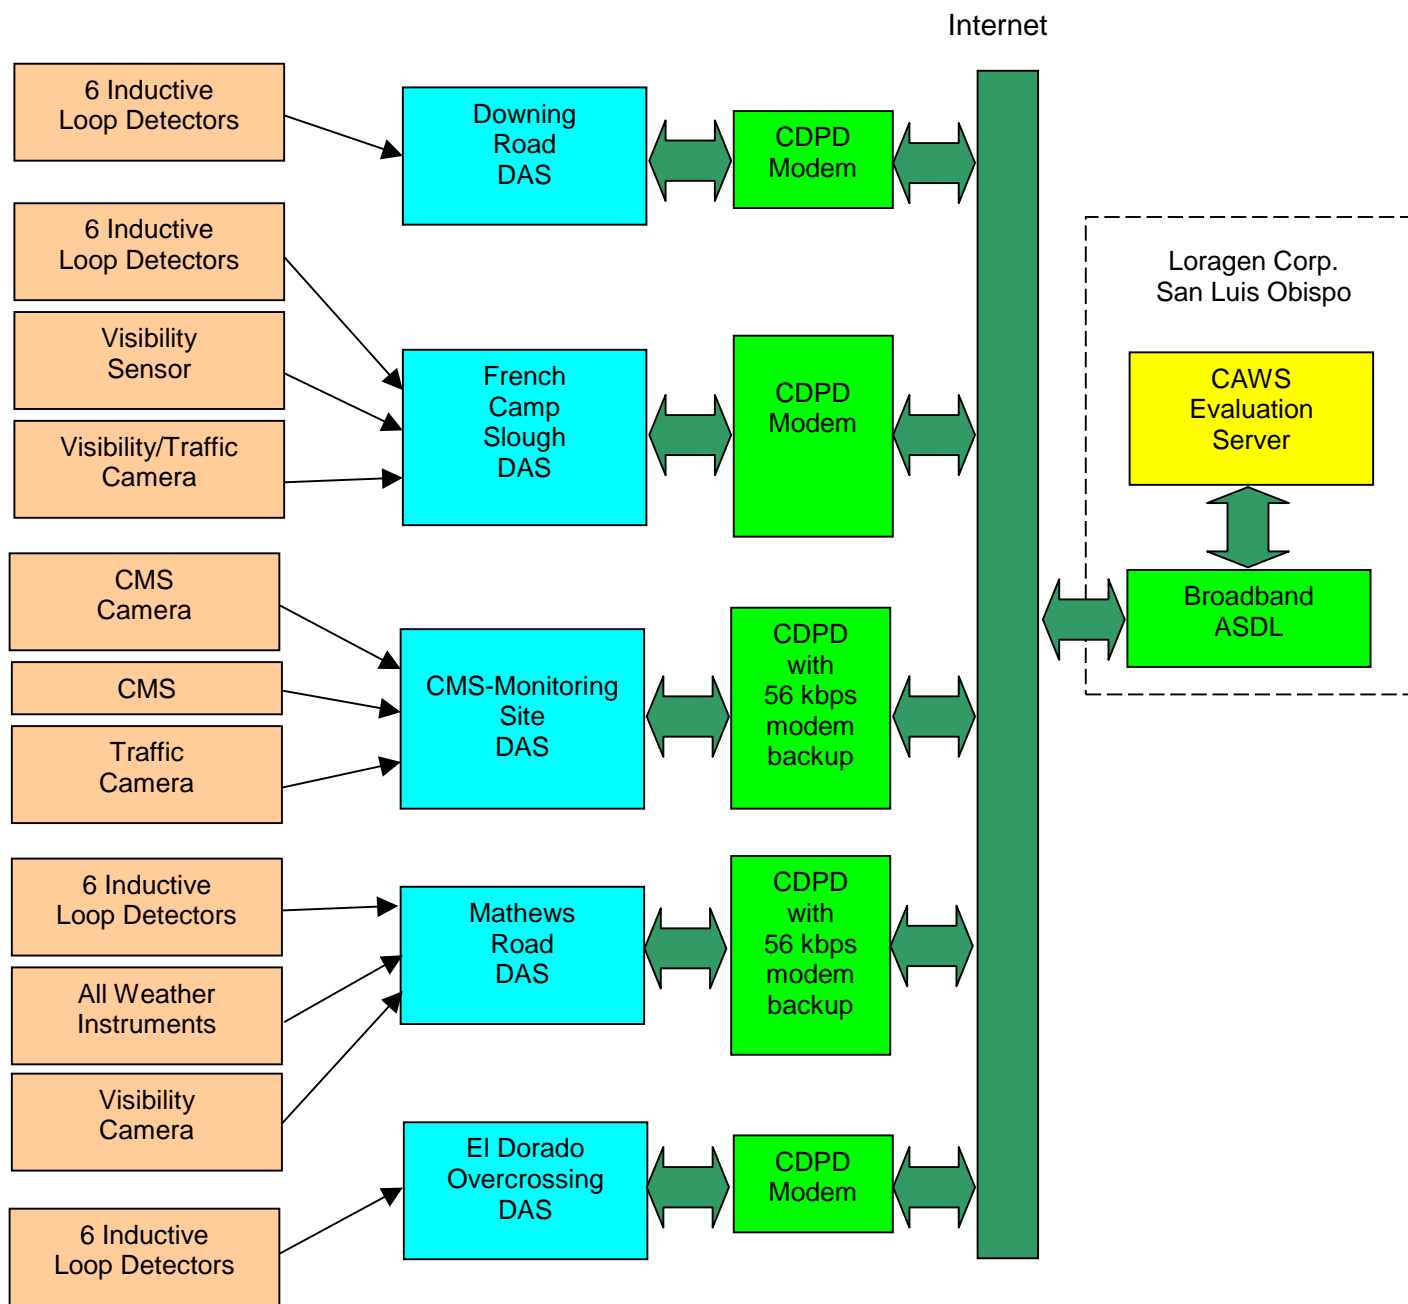 Internet
6 Inductive
Loop Detectors
Downing
Road
DAS
CDPD
Modem
6 Inductive
Loop Detectors
Visibility
Sensor
Visibility/Traffic
Camera
French
Camp
Slough
DAS
CDPD
Modem
Loragen Corp.
San Luis Obispo
CAWS
Evaluation
Server
Broadband
ASDL
CMS
Camera
CMS
Traffic
Camera
CMS-Monitoring
Site
DAS
CDPD
with
56 kbps
modem
backup
6 Inductive
Loop Detectors
All Weather
Instruments
Visibility
Camera
Mathews
Road
DAS
CDPD
with
56 kbps
modem
backup
6 Inductive
Loop Detectors
El Dorado
Overcrossing
DAS
CDPD
Modem